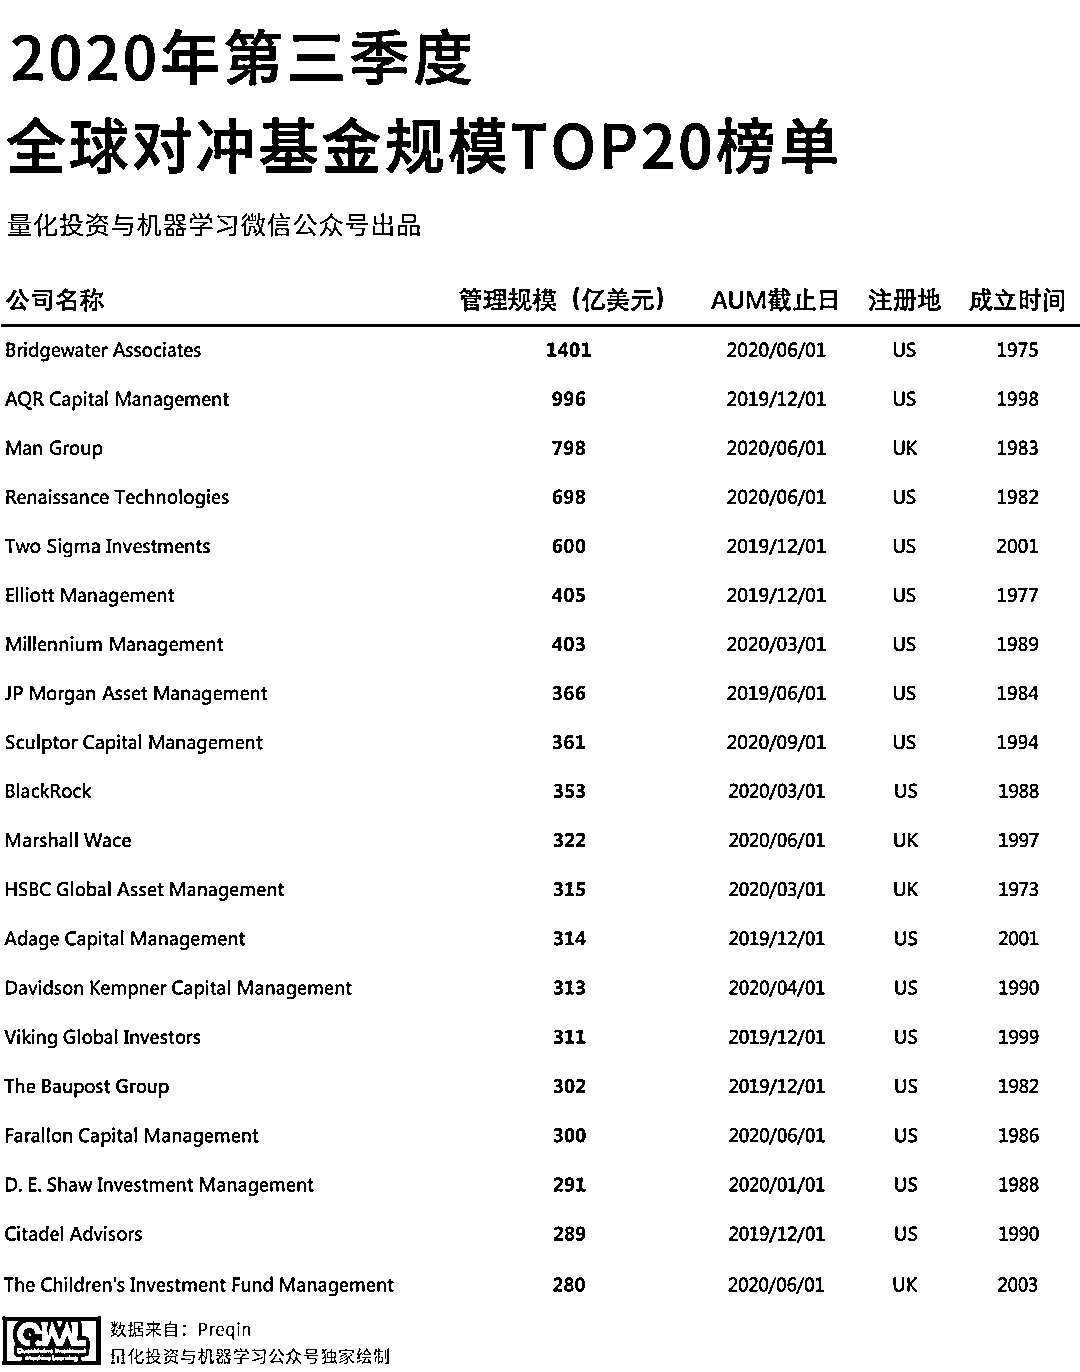 2020年第三季度
全球对冲基金规模TOP20榜单
量化投资与机器学习微信公众号出品
公司名称 管理规模（亿美元） AUM截止日 注册地 成立时间
Bridgewater Associates 1401 2020/06/01 US 1975
AQR Capital Management 996 2019/12/01 US 1998
Man Group 798 2020/06/01 UK 1983
Renaissance Technologies 698 2020/06/01 US 1982
Two Sigma Investments 600 2019/12/01 US 2001
Elliott Management 405 2019/12/01 US 1977
Millennium Management 403 2020/03/01 US 1989
JP Morgan Asset Management 366 2019/06/01 US 1984
Sculptor Capital Management 361 2020/09/01 US 1994
BlackRock 353 2020/03/01 US 1988
Marshall Wace 322 2020/06/01 UK 1997
HSBC Global Asset Management 315 2020/03/01 UK 1973
Adage Capital Management 314 2019/12/01 US 2001
Davidson Kempner Capital Management 313 2020/04/01 US 1990
Viking Global Investors 311 2019/12/01 US 1999
The Baupost Group 302 2019/12/01 US 1982
Farallon Capital Management 300 2020/06/01 US 1986
D. E. Shaw Investment Management 291 2020/01/01 US 1988
Citadel Advisors 289 2019/12/01 US 1990
The Children's Investment Fund Management 280 2020/06/01 UK 2003
数据来自：Preqin
量化投资与机器学习公众号独家绘制